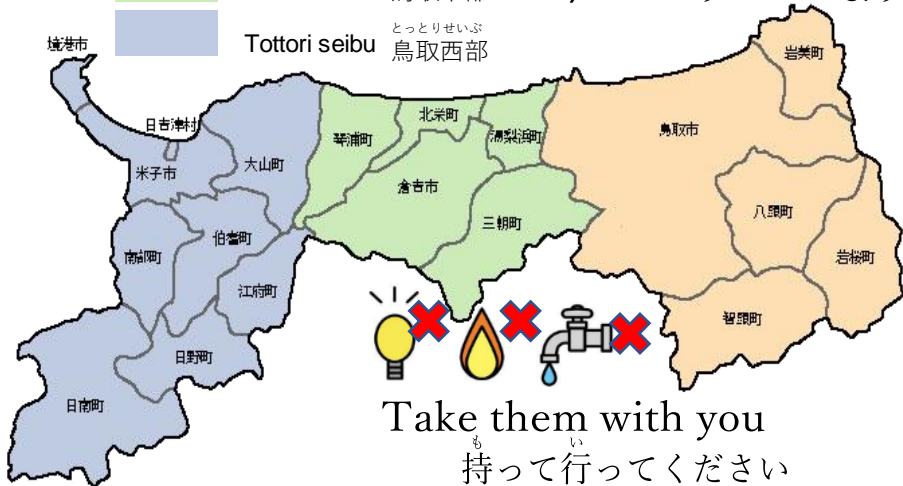 とっとりせいぶ
Tottori seibu 鳥取西部
境港市
岩美町
日吉津村
北栄町
琴浦町
湯梨浜町
鳥取市
米子市
大山町
倉吉市
三朝町
八頭町
南部町
伯耆町
若桜町
江府町
智頭町
日野町
日南町
Take them with you
も い
持って行ってください